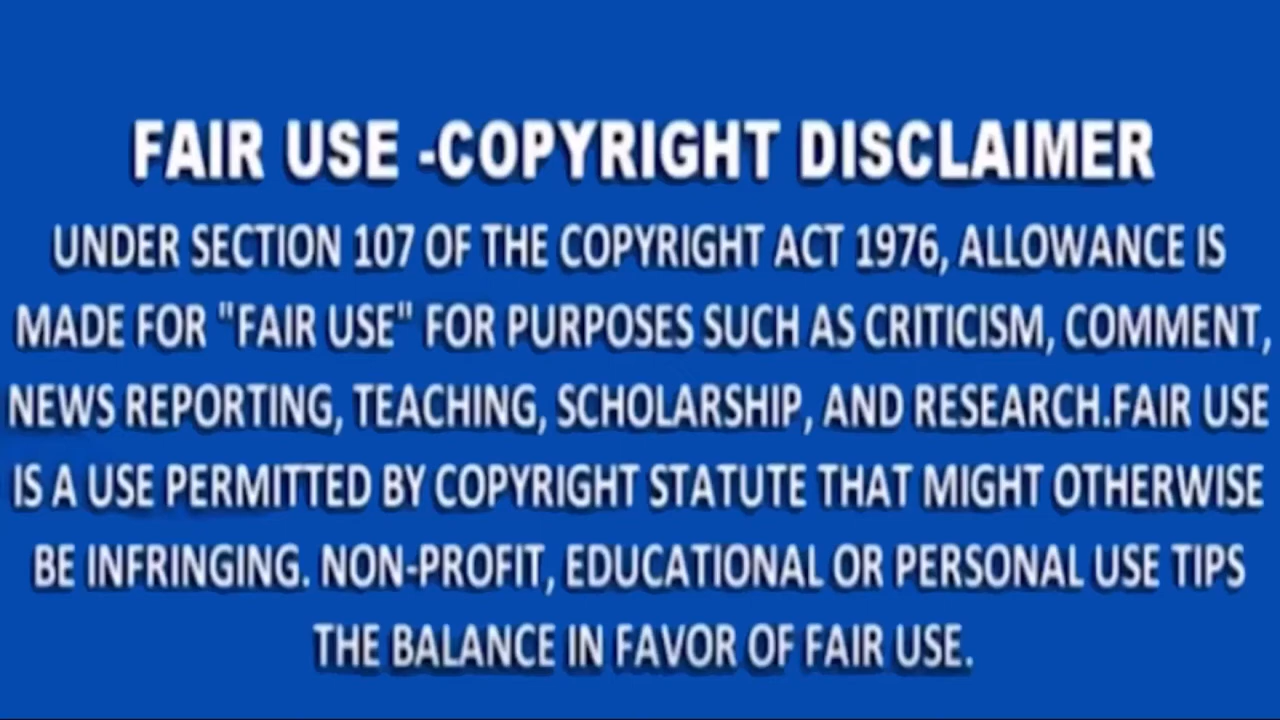 FAIR USE -COPYRIGHT DISCLAIMER
UNDER SECTION 107 OF THE COPYRIGHT ACT 1976, ALLOWANCE IS
MADE FOR "FAIR USE" FOR PURPOSES SUCH AS CRITICISM, COMMENT,
NEWS REPORTING, TEACHING, SCHOLARSHIP, AND RESEARCH.FAIR USE
IS A USE PERMITTED BY COPYRIGHT STATUTE THAT MIGHT OTHERWISE
BE INFRINGING. NON-PROFIT, EDUCATIONAL OR PERSONAL USE TIPS
THE BALANCE IN FAVOR OF FAIR USE.